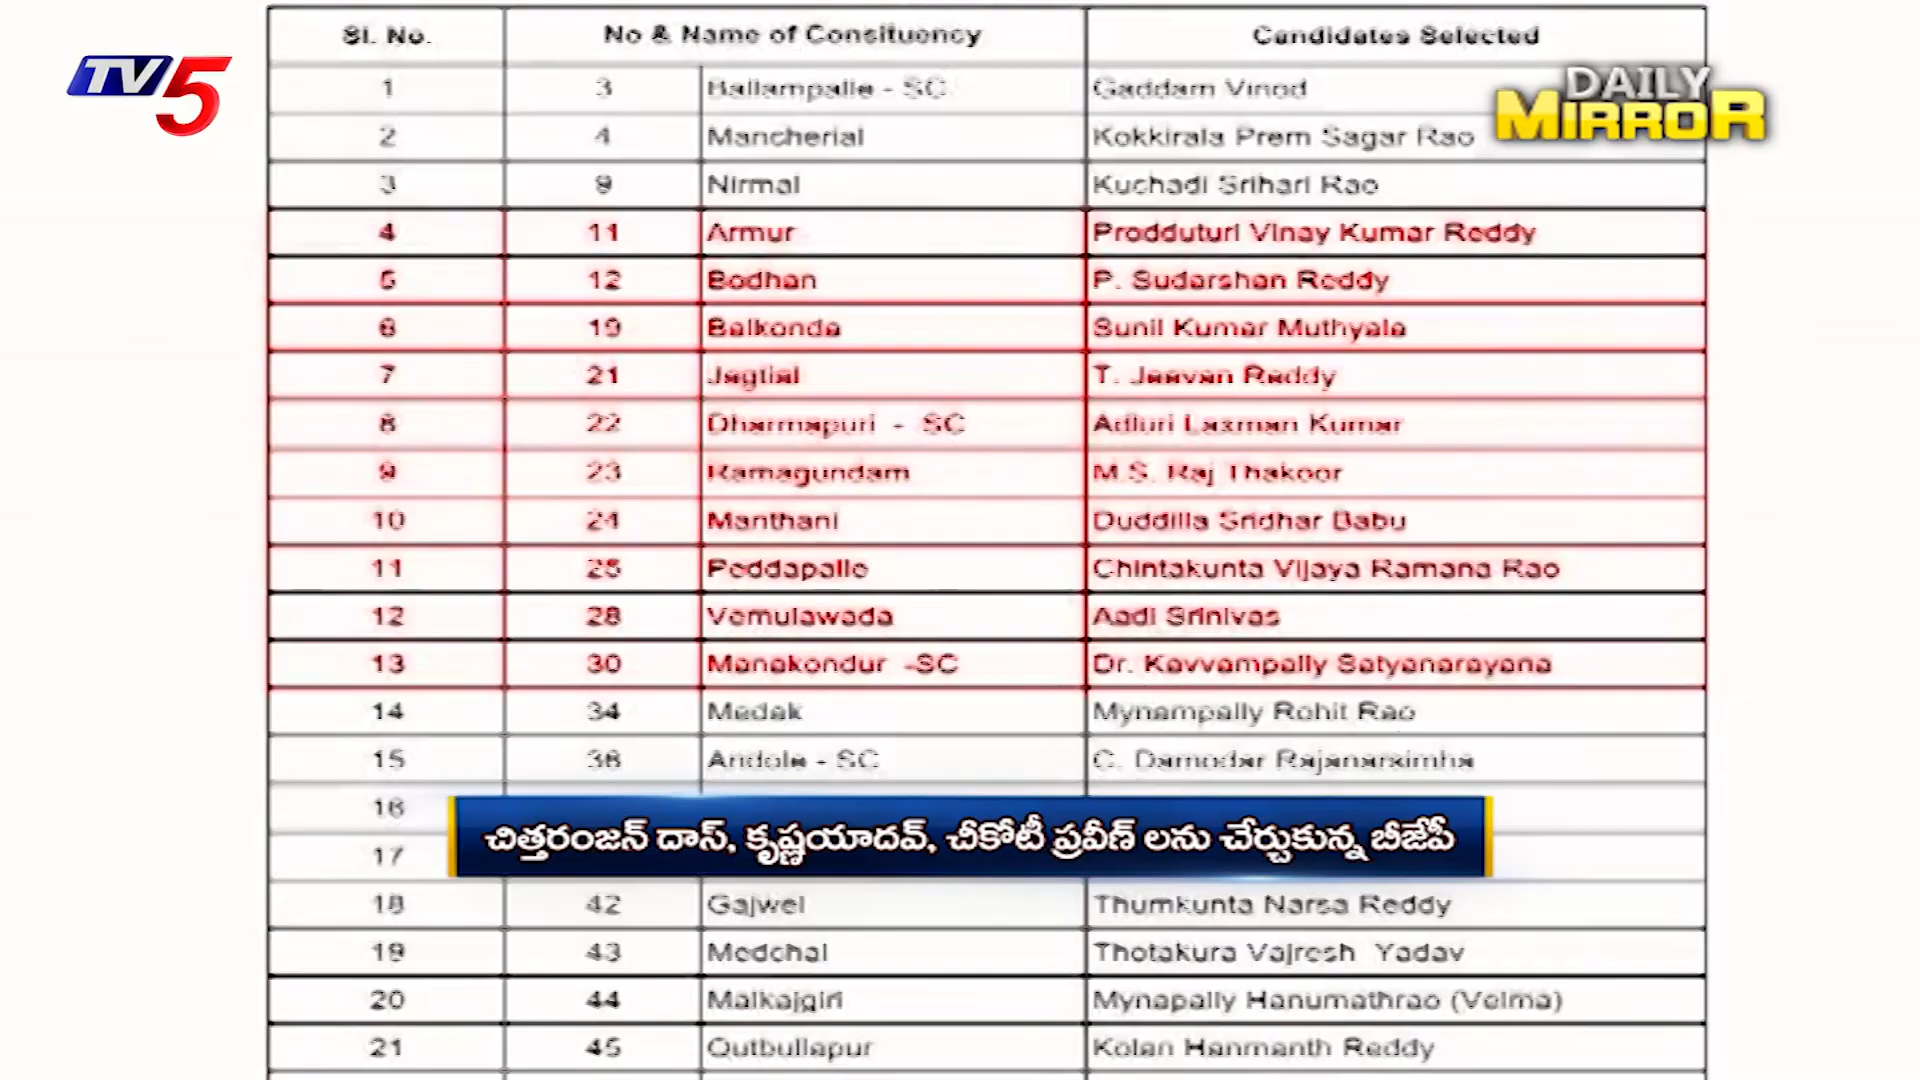 Sl. No. No & Name of Consituency Candidates Selected
TV5
DAILY
MIRROR
1 3 Ballampalle - SC Gaddam Vinod
2 4 Mancherial Kokkirala Prem Sagar Rao
3 9 Nirmal Kuchadi Srihari Rao
4 11 Armur Prodduturi Vinay Kumar Reddy
5 12 Bodhan P. Sudarshan Reddy
6 19 Balkonda Sunil Kumar Muthyala
7 21 Jagtial T. Jeevan Reddy
8 22 Dharmapuri - SC Adluri Laxman Kumar
9 23 Ramagundam M.S. Raj Thakoor
10 24 Manthani Duddilla Sridhar Babu
11 25 Peddapalle Chintakunta Vijaya Ramana Rao
12 28 Vemulawada Aadi Srinivas
13 30 Manakondur -SC Dr. Kavvampally Satyanarayana
14 34 Medak Mynampally Rohit Rao
15 36 Andole - SC C. Damodar Rajanarsimha
16
చిత్తరంజన్ దాస్, కృష్ణయాదవ్, చీకోటీ ప్రవీణ్ లను చేర్చుకున్న బీజేపీ
17
18 42 Gajwel Thumkunta Narsa Reddy
19 43 Medchal Thotakura Vajresh Yadav
20 44 Malkajgiri Mynapally Hanumathrao (Velma)
21 45 Qutbullapur Kolan Hanmanth Reddy